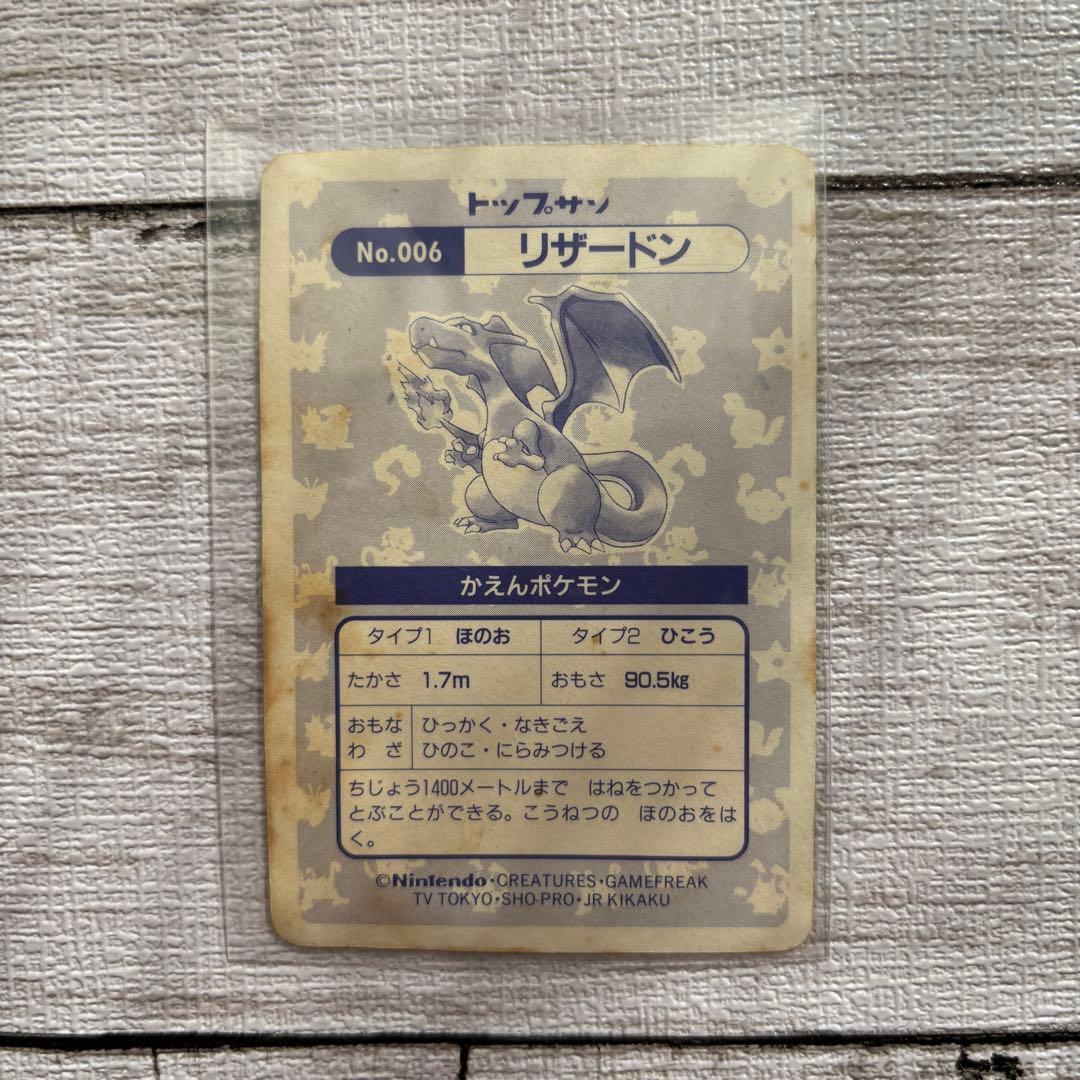 トップサン
No.006 リザードン
かえんポケモン
タイプ1 ほのお タイプ2 ひこう
たかさ 1.7m おもさ 90.5kg
おもな ひっかく・なきごえ
わ ざ ひのこ・にらみつける
ちじょう1400メートルまで はねをつかって
とぶことができる。こうねつの ほのおをは
く。
©Nintendo・CREATURES・GAMEFREAK
TV TOKYO・SHO-PRO・JR KIKAKU